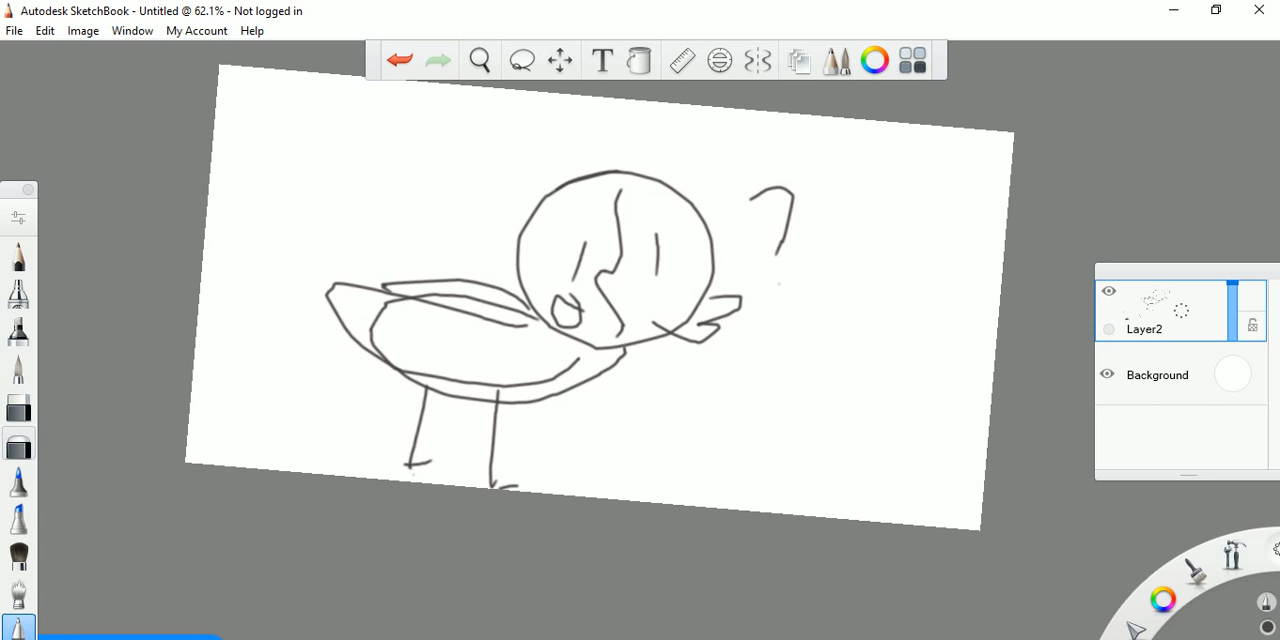 Autodesk SketchBook - Untitled @ 62.1% - Not logged in
File Edit Image Window My Account Help
T
?
Layer2
Background